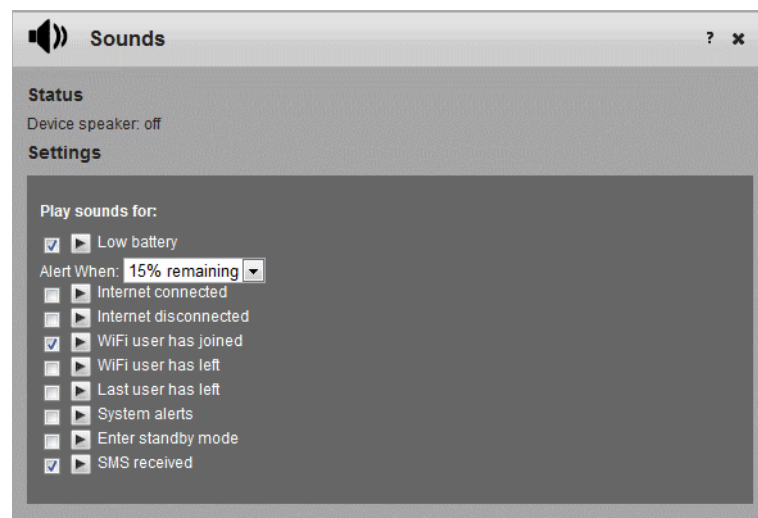 Sounds ?
Status
Device speaker: off
Settings
Play sounds for:
Low battery
Alert When: 15% remaining
Internet connected
Internet disconnected
WiFi user has joined
WiFi user has left
Last user has left
System alerts
Enter standby mode
SMS received